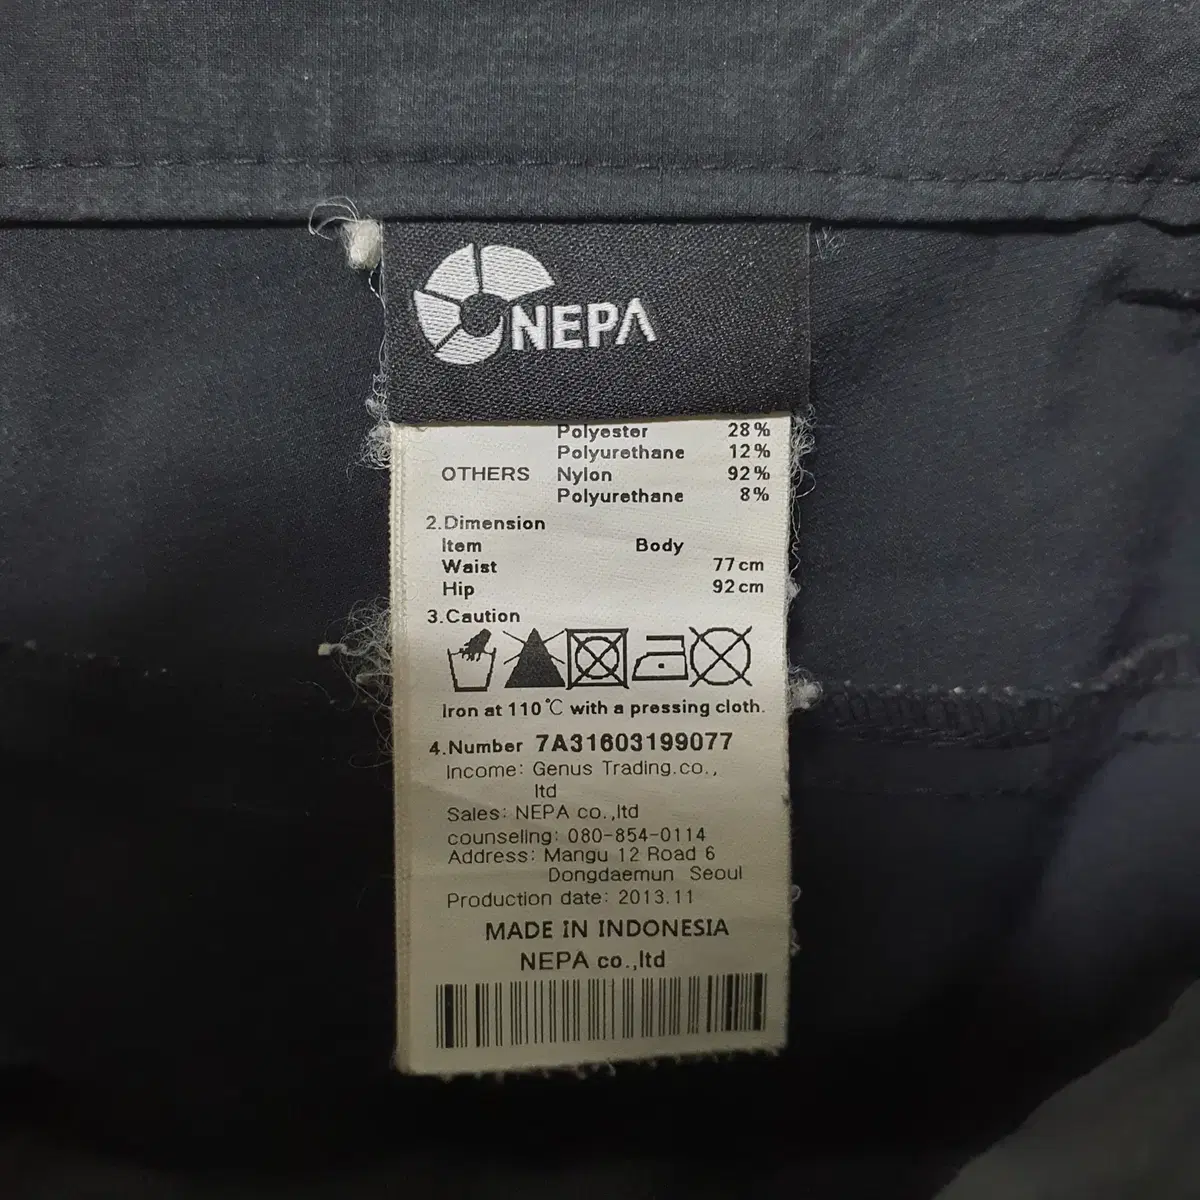 NEPA
Polyester 28%
Polyurethane 12%
OTHERS Nylon 92%
Polyurethane 8%
2.Dimension
Item Body
Waist 77cm
Hip 92cm
3.Caution
Iron at 110℃ with a pressing cloth.
4.Number 7A31603199077
Income: Genus Trading.co.,
ltd
Sales: NEPA co.,ltd
counseling: 080-854-0114
Address: Mangu 12 Road 6
Dongdaemun Seoul
Production date: 2013.11
MADE IN INDONESIA
NEPA co.,ltd